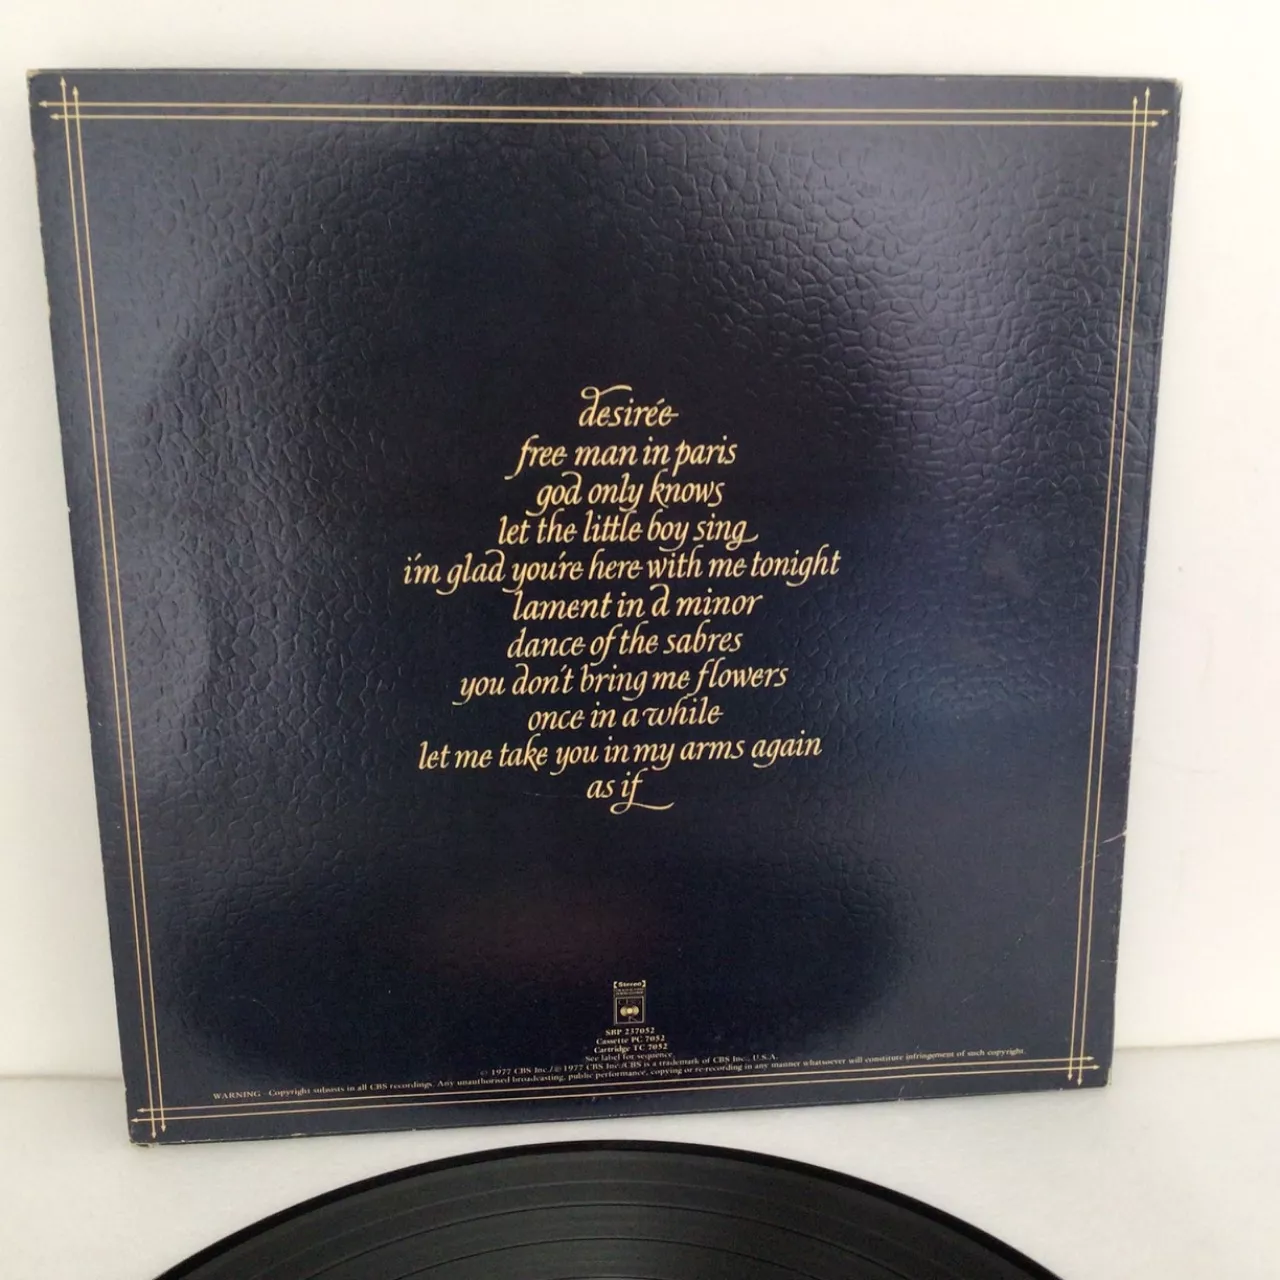 desirée
free man in paris
god only knows
let the little boy sing
i'm glad you're here with me tonight
lament in d minor
dance of the sabres
you don't bring me flowers
once in a while
let me take you in my arms again
as if
Stereo
SBP 237052
Cassette PC 7052
Cartridge TC 7052
See label for sequence
℗ 1977 CBS Inc./© 1977 CBS Inc./CBS is a trademark of CBS Inc., U.S.A.
WARNING - Copyright subsists in all CBS recordings. Any unauthorised broadcasting, public performance, copying or re-recording in any manner whatsoever will constitute infringement of such copyright.